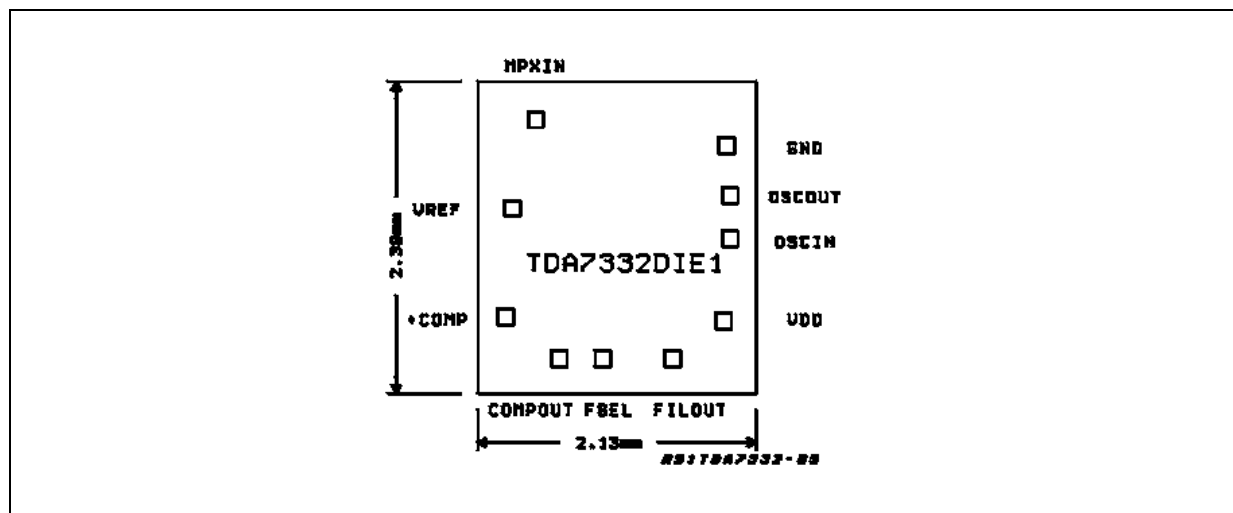 MPXIN
GND
OSCOUT
VREF
OSCIN
TDA7332DIE1
+COMP
VDD
COMPOUT FSEL FILOUT
2.13mm